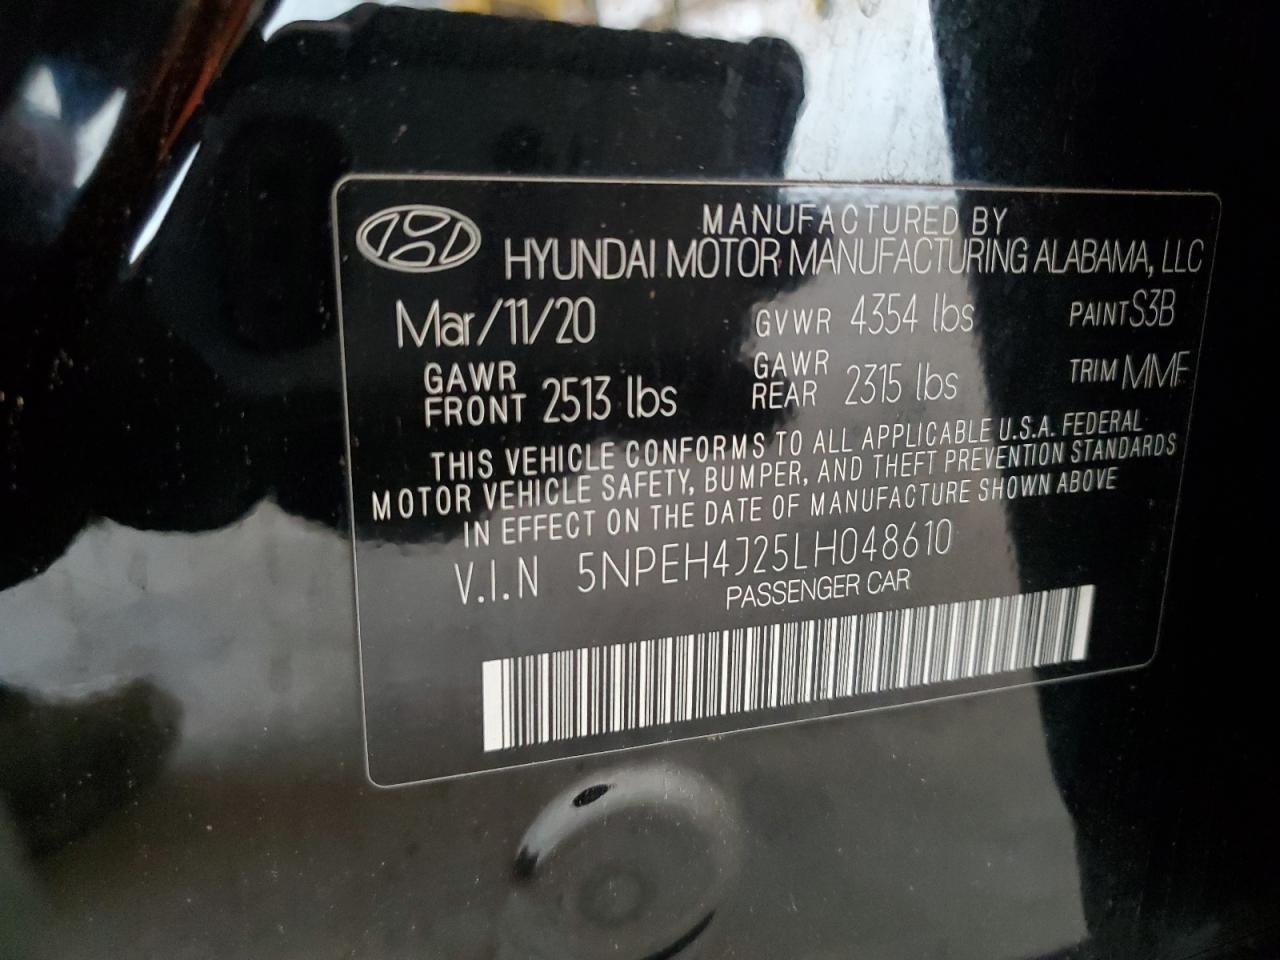 MANUFACTURED BY
HYUNDAI MOTOR MANUFACTURING ALABAMA, LLC
Mar/11/20 GVWR 4354 lbs PAINT S3B
GAWR FRONT 2513 lbs GAWR REAR 2315 lbs TRIM MMF
THIS VEHICLE CONFORMS TO ALL APPLICABLE U.S.A. FEDERAL
MOTOR VEHICLE SAFETY, BUMPER, AND THEFT PREVENTION STANDARDS
IN EFFECT ON THE DATE OF MANUFACTURE SHOWN ABOVE
V.I.N 5NPEH4J25LH048610
PASSENGER CAR